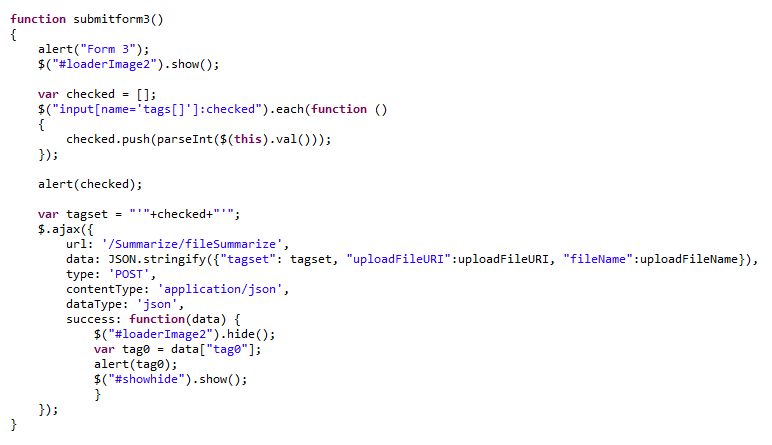 function submitform3()
{
    alert("Form 3");
    $("#loaderImage2").show();

    var checked = [];
    $("input[name='tags[]']:checked").each(function ()
    {
        checked.push(parseInt($(this).val()));
    });

    alert(checked);

    var tagset = "'"+checked+"'";
    $.ajax({
        url: '/Summarize/fileSummarize',
        data: JSON.stringify({"tagset": tagset, "uploadFileURI":uploadFileURI, "fileName":uploadFileName}),
        type: 'POST',
        contentType: 'application/json',
        dataType: 'json',
        success: function(data) {
            $("#loaderImage2").hide();
            var tag0 = data["tag0"];
            alert(tag0);
            $("#showhide").show();
            }
    });
}